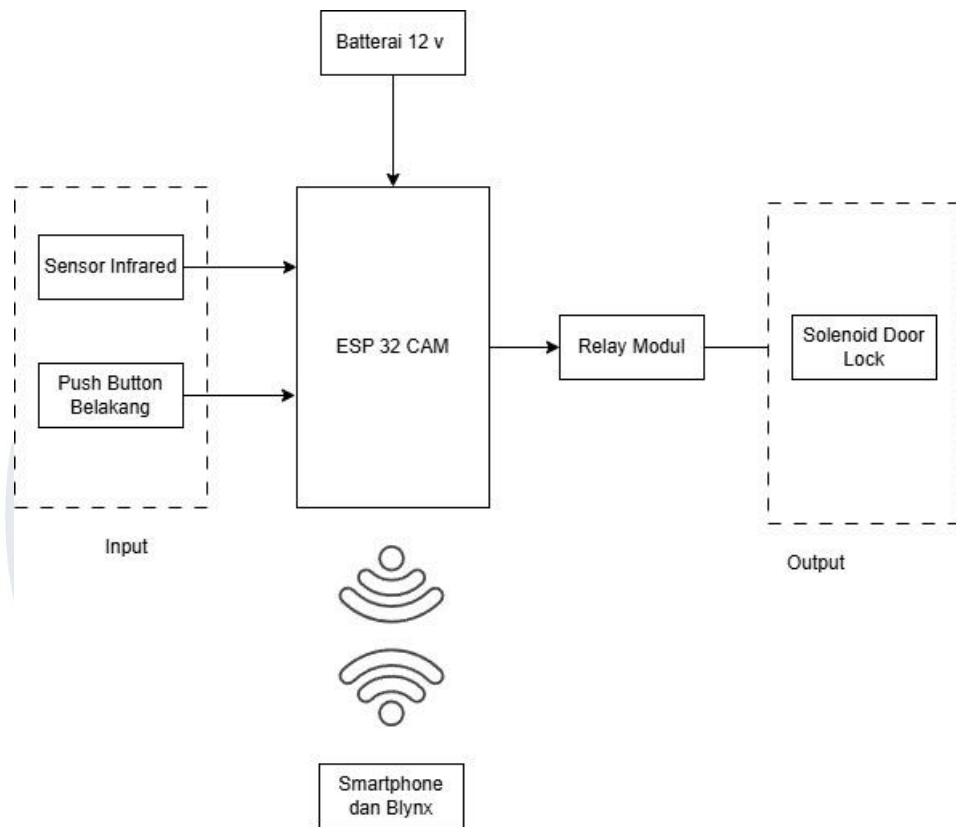 Batterai 12 v
Sensor Infrared
Push Button
Belakang
Input
ESP 32 CAM
Relay Modul
Solenoid Door
Lock
Output
Smartphone
dan Blynx